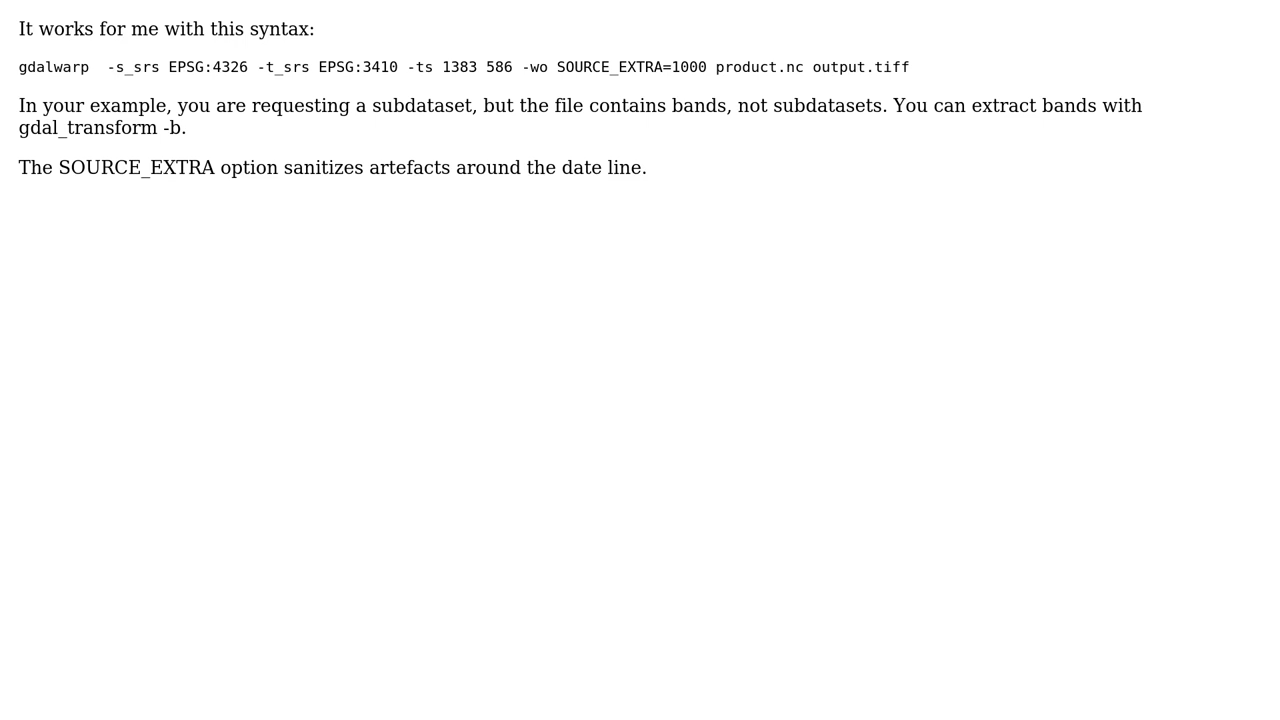 It works for me with this syntax:
gdalwarp  -s_srs EPSG:4326 -t_srs EPSG:3410 -ts 1383 586 -wo SOURCE_EXTRA=1000 product.nc output.tiff
In your example, you are requesting a subdataset, but the file contains bands, not subdatasets. You can extract bands with
gdal_transform -b.
The SOURCE_EXTRA option sanitizes artefacts around the date line.